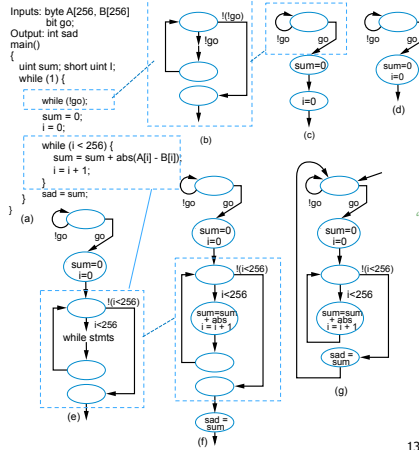 Inputs: byte A[256, B[256]
bit go;
Output: int sad
main()
{
uint sum; short uint I;
while (1) {
while (!go);
sum = 0;
i = 0;
while (i < 256) {
sum = sum + abs(A[i] - B[i]);
i = i + 1;
}
sad = sum;
}
}
(a)
!(!go)
!go
(b)
!go
go
sum=0
i=0
(c)
!go
go
sum=0
i=0
(d)
!go
go
sum=0
i=0
!(i<256)
i<256
while stmts
(e)
!go
go
sum=0
i=0
!(i<256)
i<256
sum=sum
+ abs
i = i + 1
sad =
sum
(f)
!go
go
sum=0
i=0
!(i<256)
i<256
sum=sum
+ abs
i = i + 1
sad =
sum
(g)
13